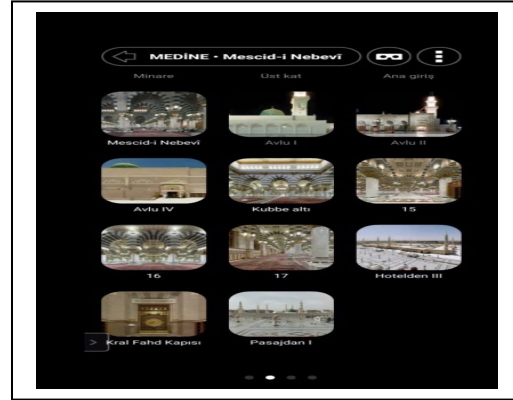 MEDİNE • Mescid-i Nebevî
Minare Üst kat Ana giriş
Mescid-i Nebevî Avlu I Avlu II
Avlu IV Kubbe altı 15
16 17 Hotelden III
Kral Fahd Kapısı Pasajdan I